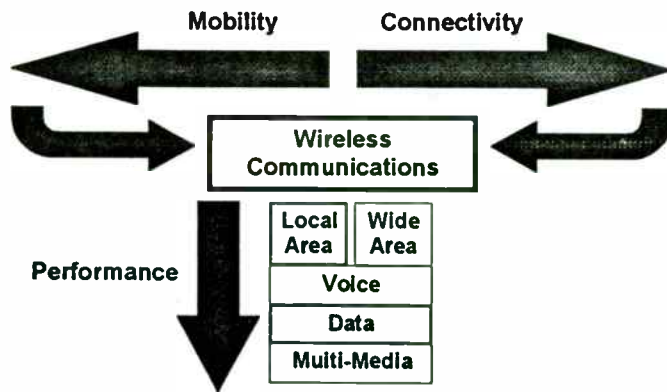 Mobility Connectivity
Wireless
Communications
Local Wide
Area Area
Performance
Voice
Data
Multi-Media